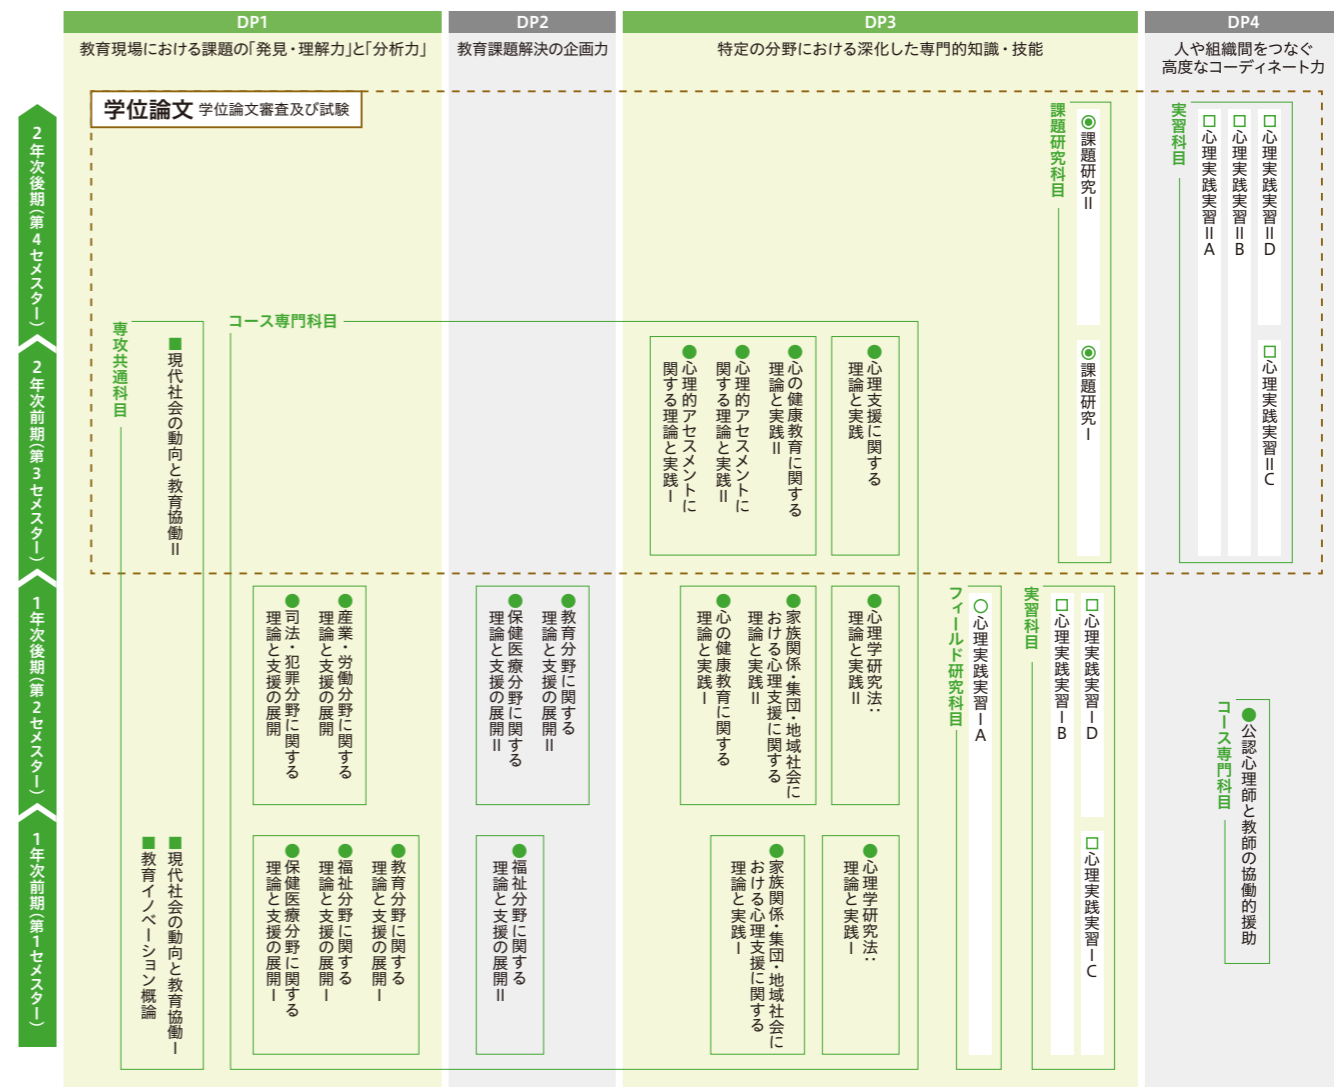 DP1
教育現場における課題の「発見・理解力」と「分析力」
DP2
教育課題解決の企画力
DP3
特定の分野における深化した専門的知識・技能
DP4
人や組織間をつなぐ
高度なコーディネート力
学位論文 学位論文審査及び試験
2年次後期(第4セメスター)
2年次前期(第3セメスター)
1年次後期(第2セメスター)
1年次前期(第1セメスター)
専攻共通科目
■現代社会の動向と教育協働II
■現代社会の動向と教育協働I
■教育イノベーション概論
コース専門科目
●産業・労働分野に関する
理論と支援の展開
●司法・犯罪分野に関する
理論と支援の展開
●教育分野に関する
理論と支援の展開I
●福祉分野に関する
理論と支援の展開I
●保健医療分野に関する
理論と支援の展開I
●教育分野に関する
理論と支援の展開II
●保健医療分野に関する
理論と支援の展開II
●福祉分野に関する
理論と支援の展開II
●心理支援に関する
理論と実践
●心の健康教育に関する
理論と実践II
●心理的アセスメントに
関する理論と実践II
●心理的アセスメントに
関する理論と実践I
●心理学研究法:
理論と実践II
●家族関係・集団・地域社会に
おける心理支援に関する
理論と実践II
●心の健康教育に関する
理論と実践I
●心理学研究法:
理論と実践I
●家族関係・集団・地域社会に
おける心理支援に関する
理論と実践I
課題研究科目
◉課題研究II
◉課題研究I
フィールド研究科目
○心理実践実習IA
実習科目
□心理実践実習ID
□心理実践実習IB
□心理実践実習IC
実習科目
□心理実践実習IID
□心理実践実習IIB
□心理実践実習IIA
□心理実践実習IIC
コース専門科目
●公認心理師と教師の協働的援助